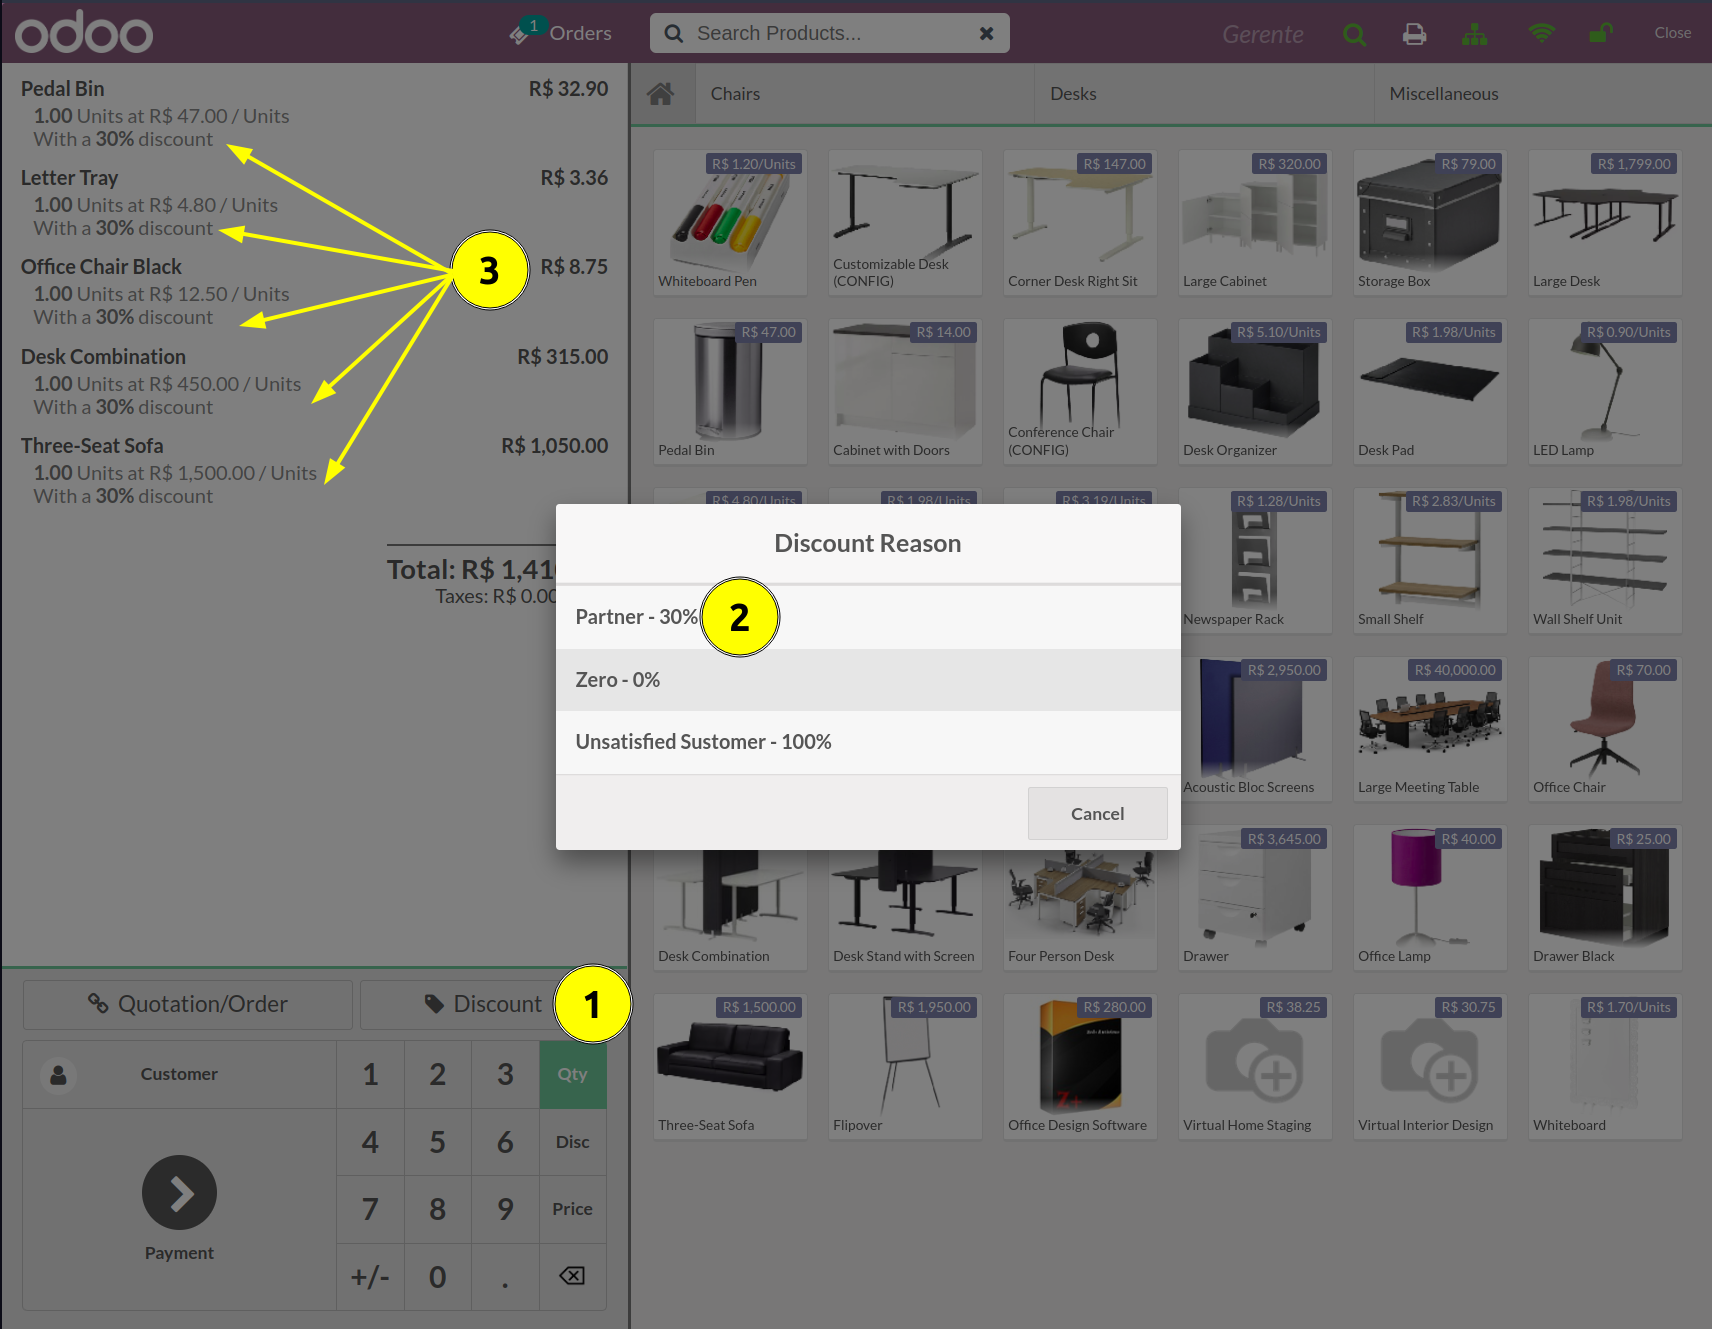 odoo
1 Orders
Search Products...
Gerente
Close
Pedal Bin R$ 32.90
1.00 Units at R$ 47.00 / Units
With a 30% discount
Letter Tray R$ 3.36
1.00 Units at R$ 4.80 / Units
With a 30% discount
Office Chair Black R$ 8.75
1.00 Units at R$ 12.50 / Units
With a 30% discount
Desk Combination R$ 315.00
1.00 Units at R$ 450.00 / Units
With a 30% discount
Three-Seat Sofa R$ 1,050.00
1.00 Units at R$ 1,500.00 / Units
With a 30% discount
3
Total: R$
Taxes: R$ 0.00
Quotation/Order
Discount
1
Customer
Payment
1 2 3 Qty
4 5 6 Disc
7 8 9 Price
+/- 0 .
Chairs Desks Miscellaneous
R$ 1.20/Units R$ 147.00 R$ 320.00 R$ 79.00 R$ 1,799.00
Whiteboard Pen
Customizable Desk
(CONFIG)
Corner Desk Right Sit
Large Cabinet
Storage Box
Large Desk
R$ 47.00 R$ 14.00 R$ 5.10/Units R$ 1.98/Units R$ 0.90/Units
Pedal Bin
Cabinet with Doors
Conference Chair
(CONFIG)
Desk Organizer
Desk Pad
LED Lamp
R$ 4.80/Units R$ 1.98/Units R$ 3.19/Units R$ 1.28/Units R$ 2.83/Units R$ 1.98/Units
Newspaper Rack
Small Shelf
Wall Shelf Unit
R$ 2,950.00 R$ 40,000.00 R$ 70.00
Acoustic Bloc Screens
Large Meeting Table
Office Chair
R$ 3,645.00 R$ 40.00 R$ 25.00
Desk Combination
Desk Stand with Screen
Four Person Desk
Drawer
Office Lamp
Drawer Black
R$ 1,500.00 R$ 1,950.00 R$ 280.00 R$ 38.25 R$ 30.75 R$ 1.70/Units
Z+
Three-Seat Sofa
Flipover
Office Design Software
Virtual Home Staging
Virtual Interior Design
Whiteboard
Discount Reason
Partner - 30%
2
Zero - 0%
Unsatisfied Sustomer - 100%
Cancel